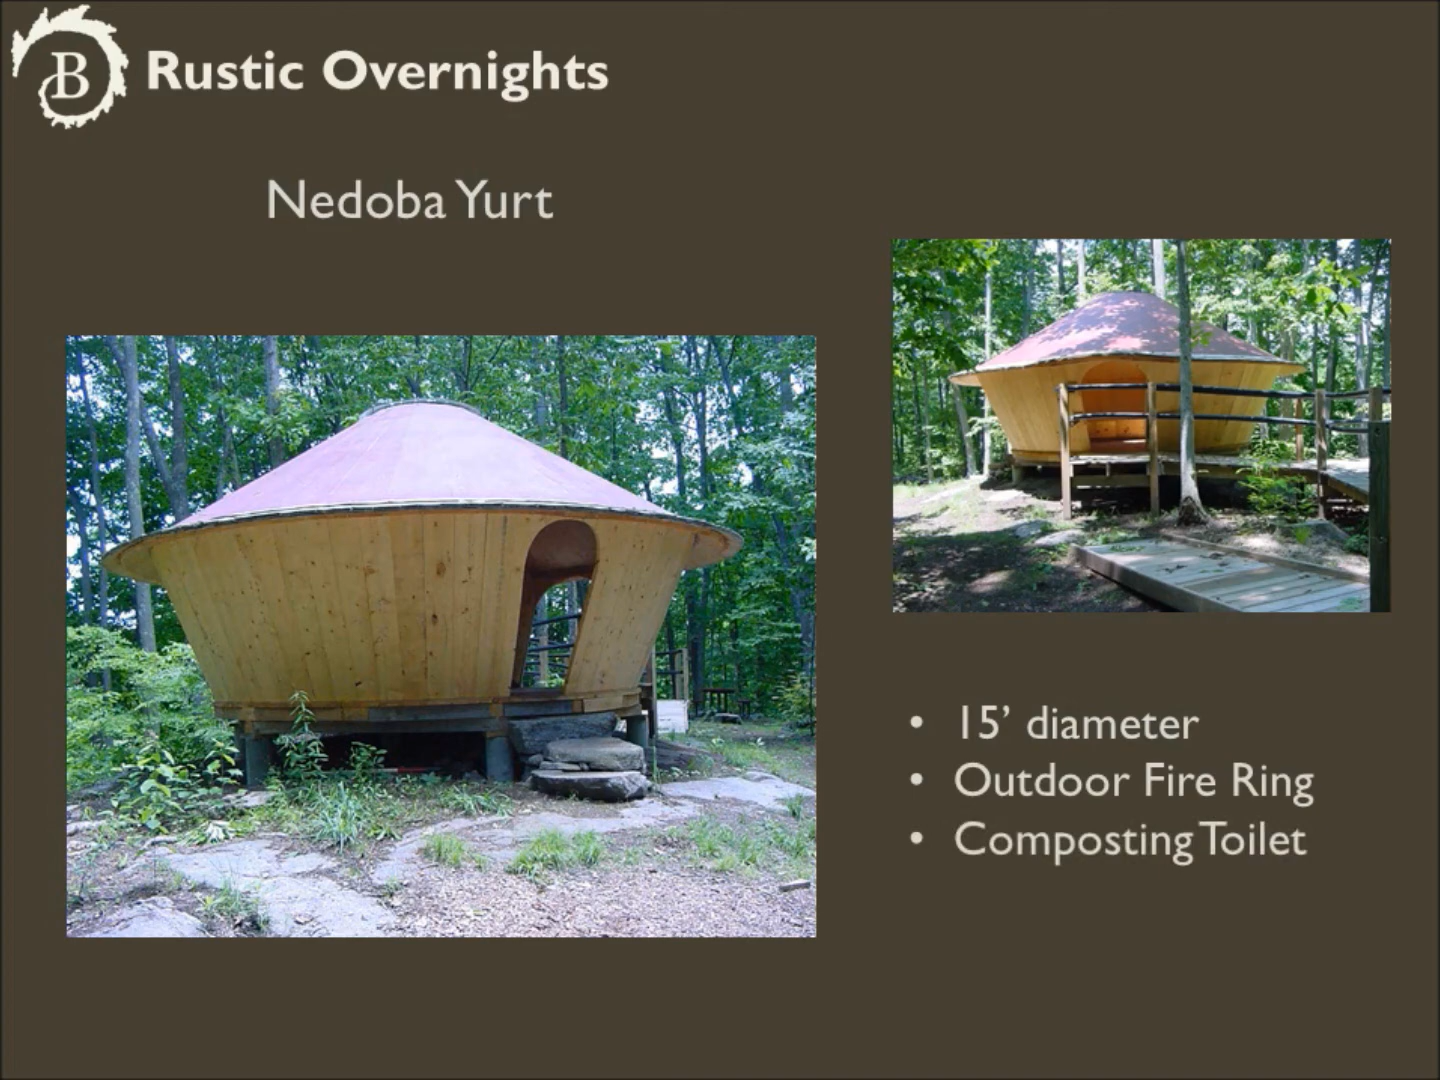 B
Rustic Overnights
Nedoba Yurt
• 15’ diameter
• Outdoor Fire Ring
• Composting Toilet